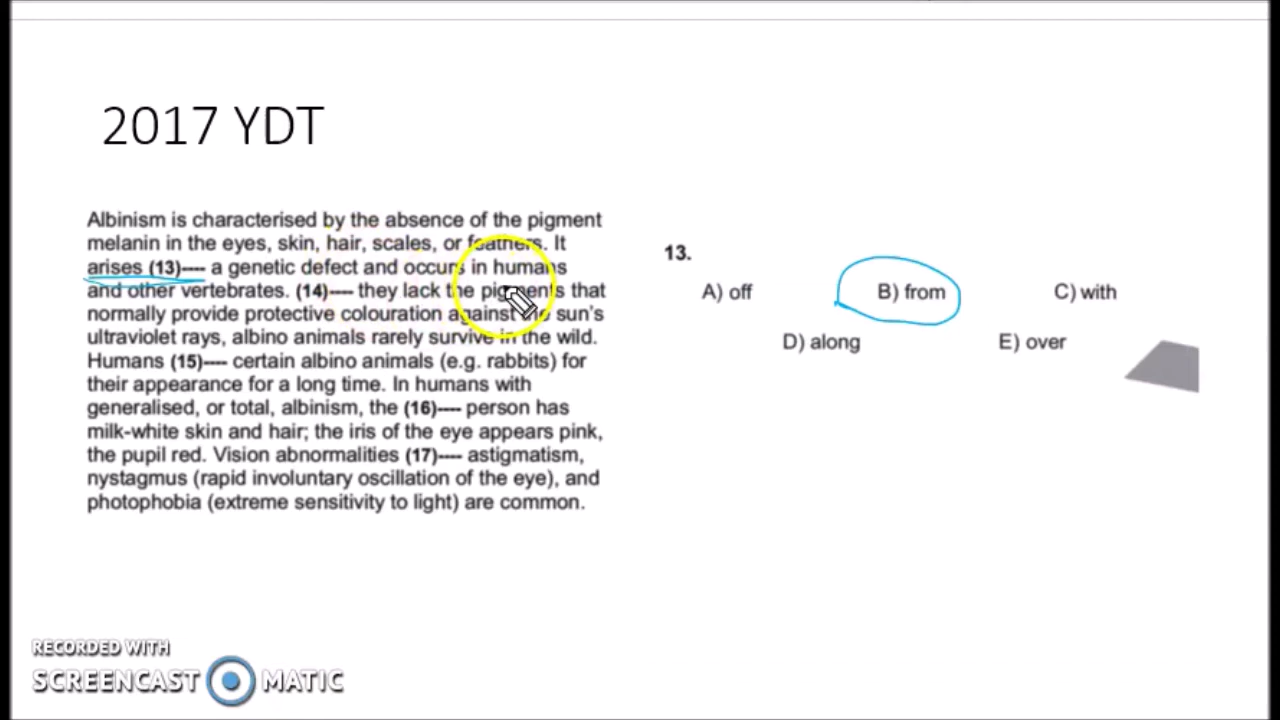 2017 YDT
Albinism is characterised by the absence of the pigment
melanin in the eyes, skin, hair, scales, or feathers. It
arises (13)---- a genetic defect and occurs in humans
and other vertebrates. (14)---- they lack the pigments that
normally provide protective colouration against the sun's
ultraviolet rays, albino animals rarely survive in the wild.
Humans (15)---- certain albino animals (e.g. rabbits) for
their appearance for a long time. In humans with
generalised, or total, albinism, the (16)---- person has
milk-white skin and hair; the iris of the eye appears pink,
the pupil red. Vision abnormalities (17)---- astigmatism,
nystagmus (rapid involuntary oscillation of the eye), and
photophobia (extreme sensitivity to light) are common.
13.
A) off B) from C) with
D) along E) over
RECORDED WITH
SCREENCAST MATIC